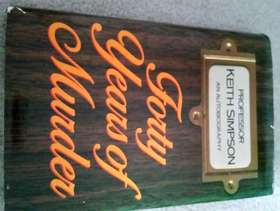 PROFESSOR
KEITH SIMPSON
AN AUTOBIOGRAPHY
Forty
Years of
Murder